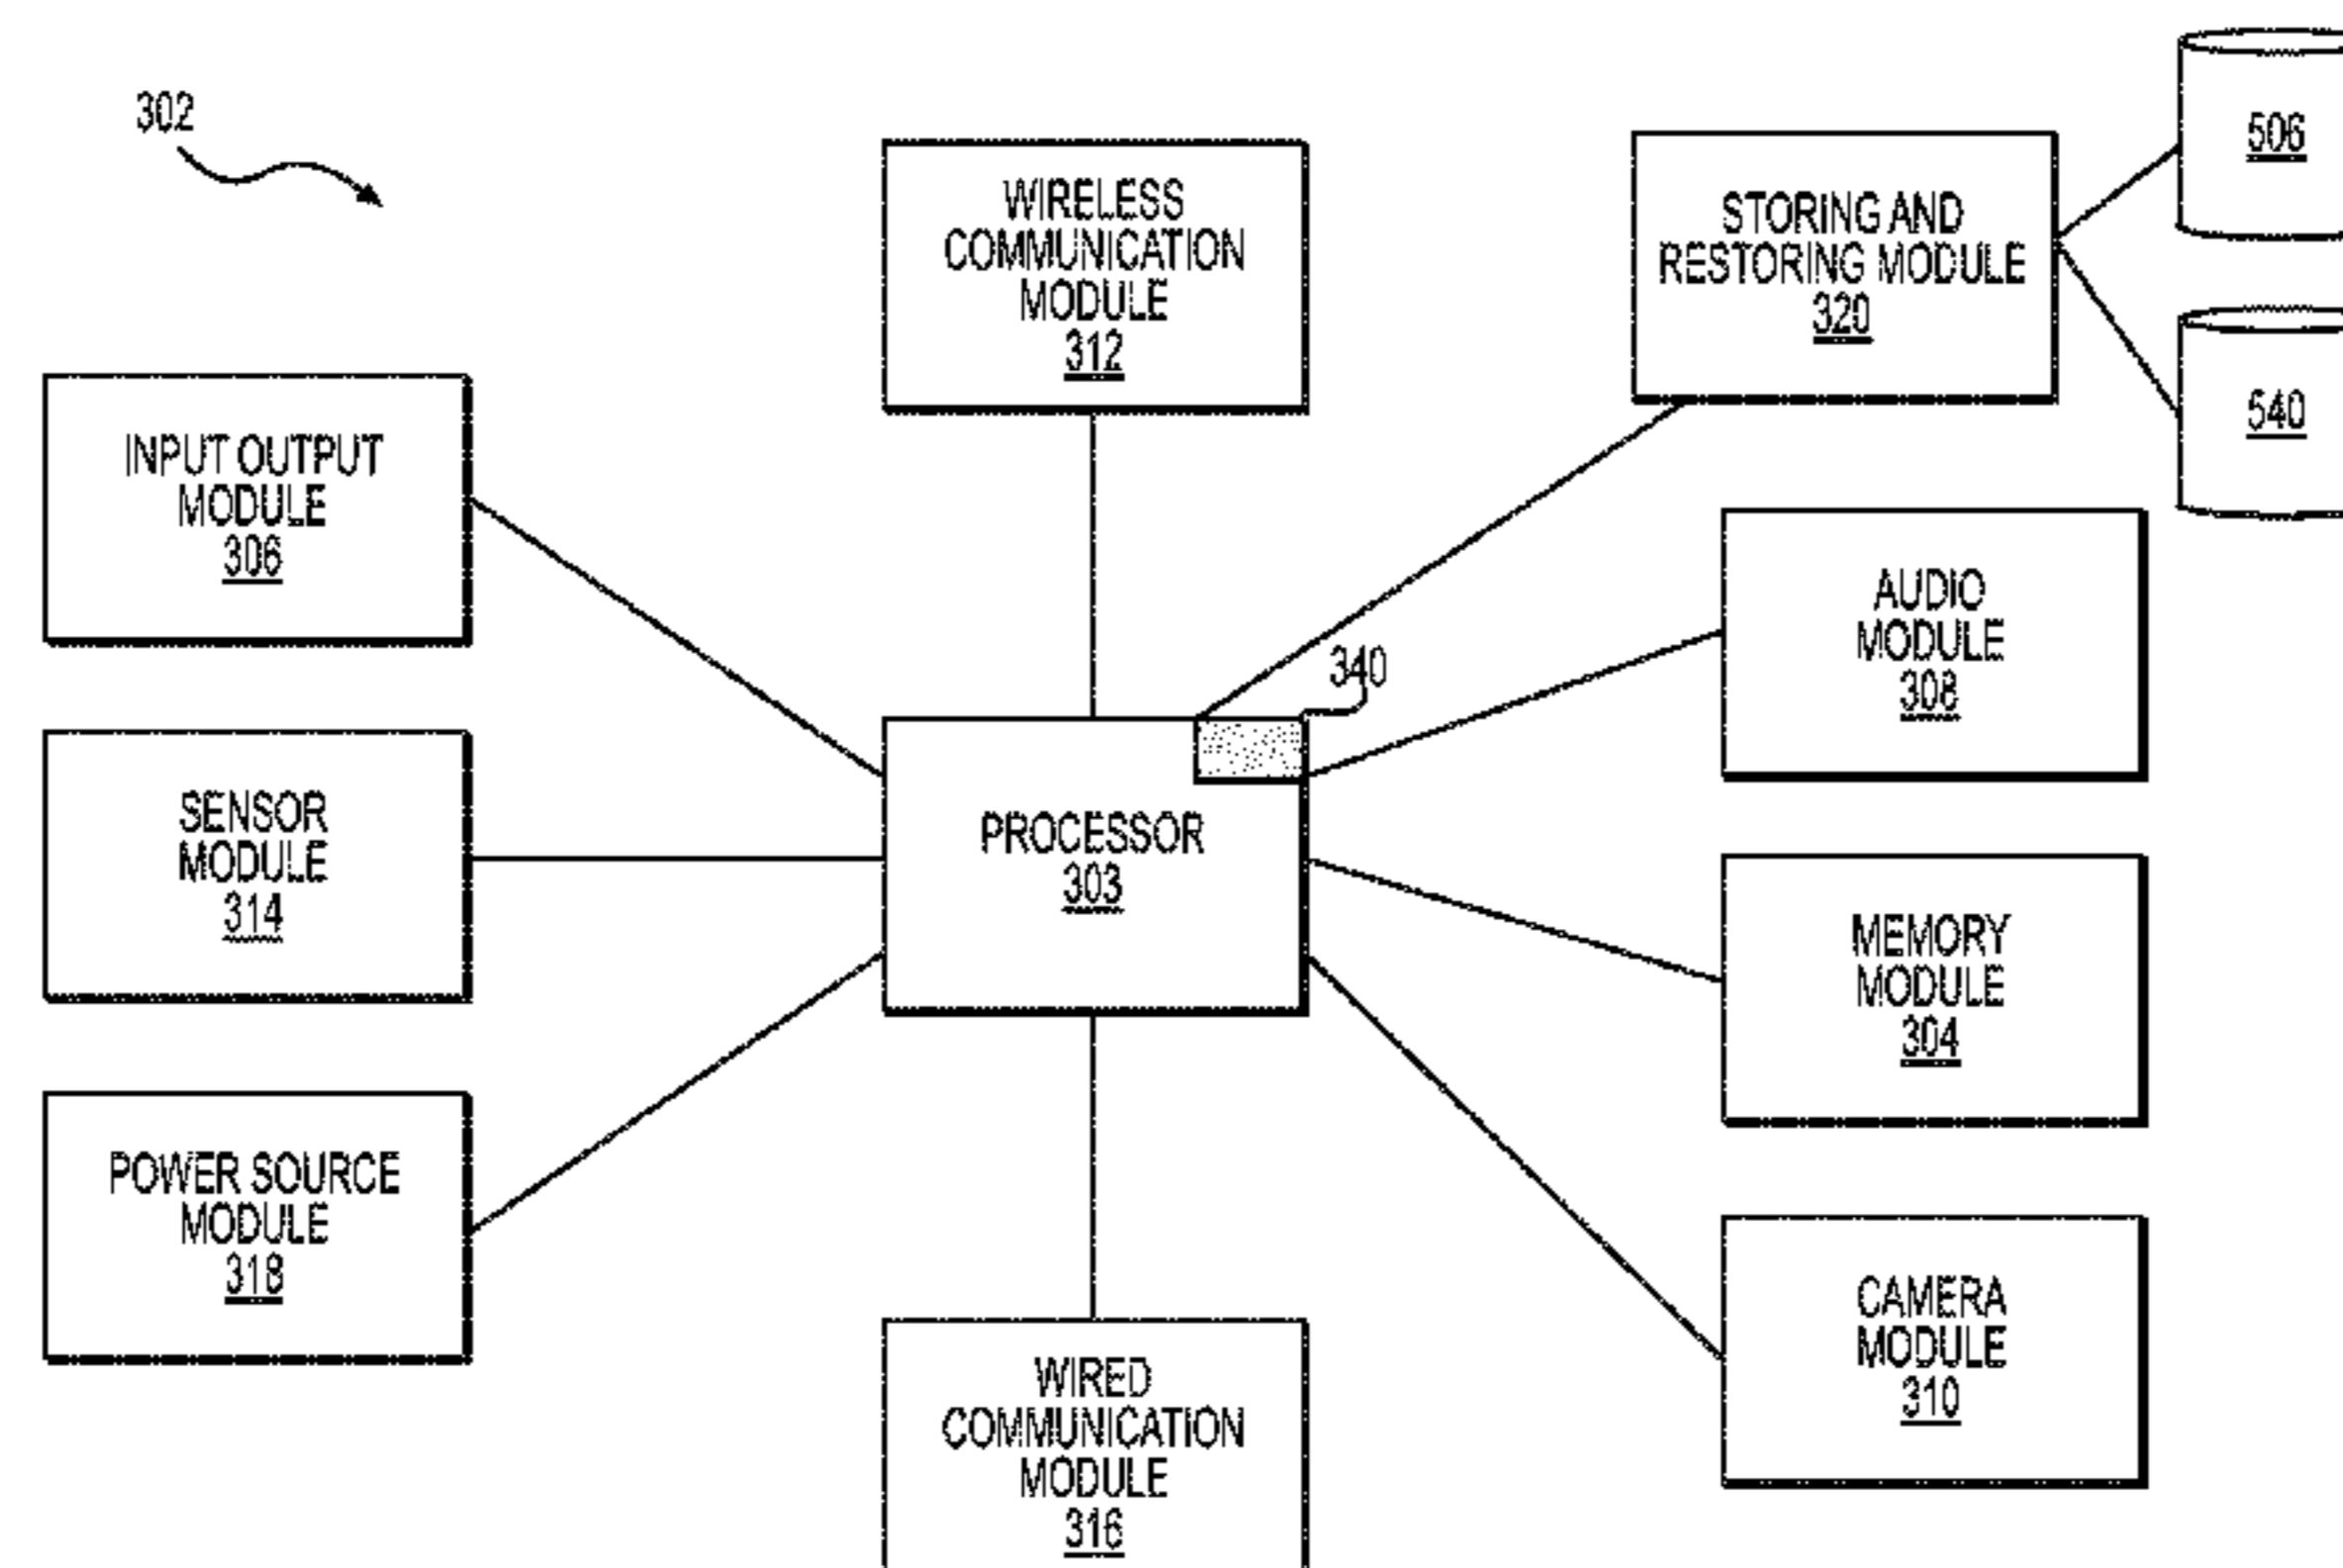 302
WIRELESS
COMMUNICATION
MODULE
312
STORING AND
RESTORING MODULE
320
506
540
INPUT OUTPUT
MODULE
306
AUDIO
MODULE
308
340
SENSOR
MODULE
314
PROCESSOR
303
MEMORY
MODULE
304
POWER SOURCE
MODULE
318
WIRED
COMMUNICATION
MODULE
316
CAMERA
MODULE
310